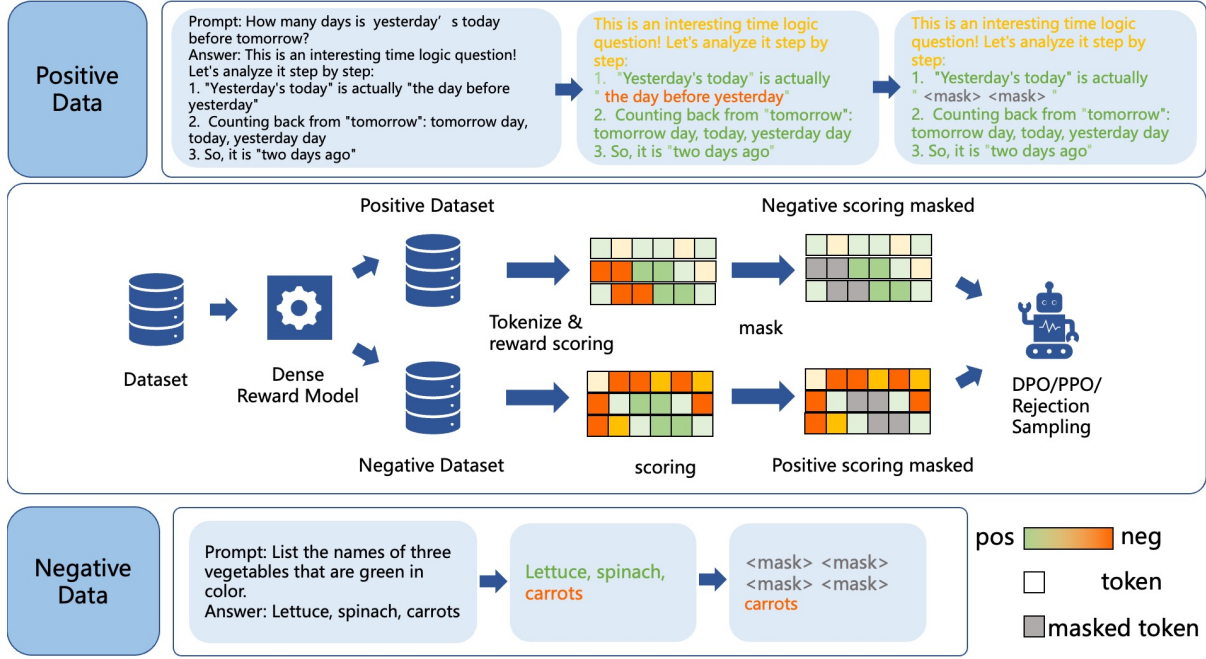 Positive
Data
Prompt: How many days is yesterday's today
before tomorrow?
Answer: This is an interesting time logic question!
Let's analyze it step by step:
1. "Yesterday's today" is actually "the day before
yesterday"
2. Counting back from "tomorrow": tomorrow day,
today, yesterday day
3. So, it is "two days ago"
This is an interesting time logic
question! Let's analyze it step by
step:
1. "Yesterday's today" is actually
" the day before yesterday"
2. Counting back from "tomorrow":
tomorrow day, today, yesterday day
3. So, it is "two days ago"
This is an interesting time logic
question! Let's analyze it step by
step:
1. "Yesterday's today" is actually
" <mask> <mask> "
2. Counting back from "tomorrow":
tomorrow day, today, yesterday day
3. So, it is "two days ago"
Positive Dataset
Negative scoring masked
Tokenize &
reward scoring
mask
Dataset
Dense
Reward Model
DPO/PPO/
Rejection
Sampling
Negative Dataset
scoring
Positive scoring masked
Negative
Data
Prompt: List the names of three
vegetables that are green in
color.
Answer: Lettuce, spinach, carrots
Lettuce, spinach,
carrots
<mask> <mask>
<mask> <mask>
carrots
pos neg
token
masked token